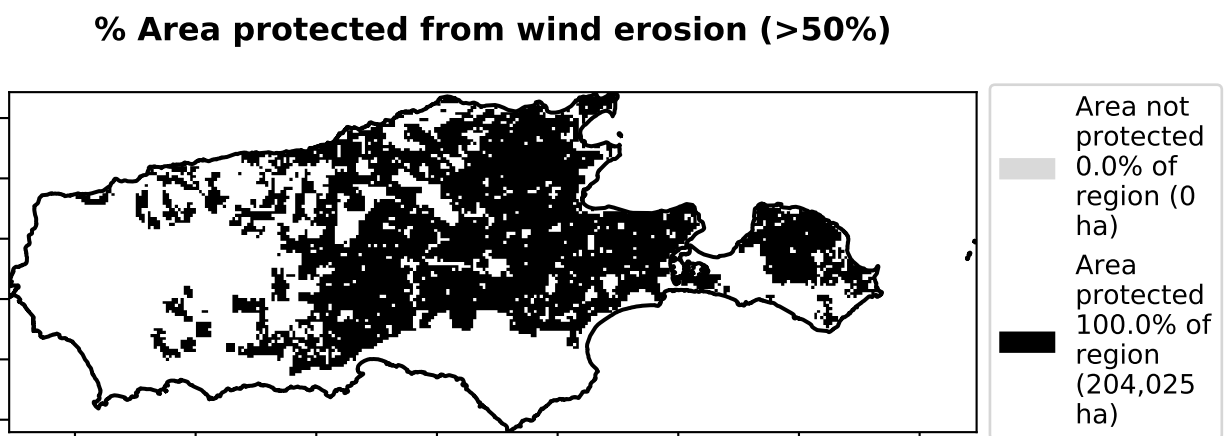 % Area protected from wind erosion (>50%)
Area not
protected
0.0% of
region (0
ha)
Area
protected
100.0% of
region
(204,025
ha)